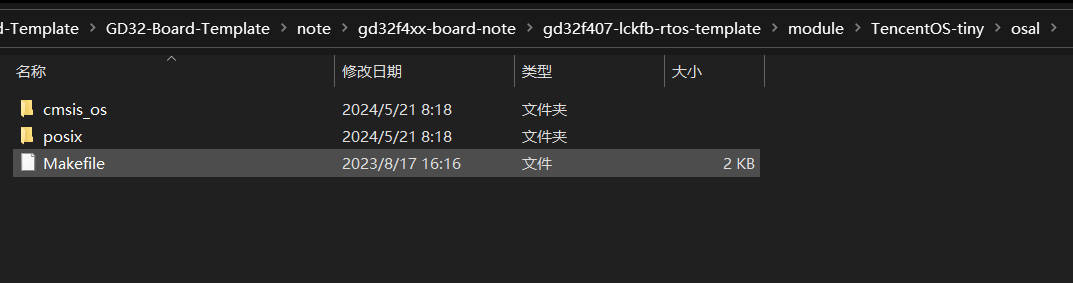 d-Template > GD32-Board-Template > note > gd32f4xx-board-note > gd32f407-lckfb-rtos-template > module > TencentOS-tiny > osal >
名称 修改日期 类型 大小
cmsis_os 2024/5/21 8:18 文件夹
posix 2024/5/21 8:18 文件夹
Makefile 2023/8/17 16:16 文件 2 KB